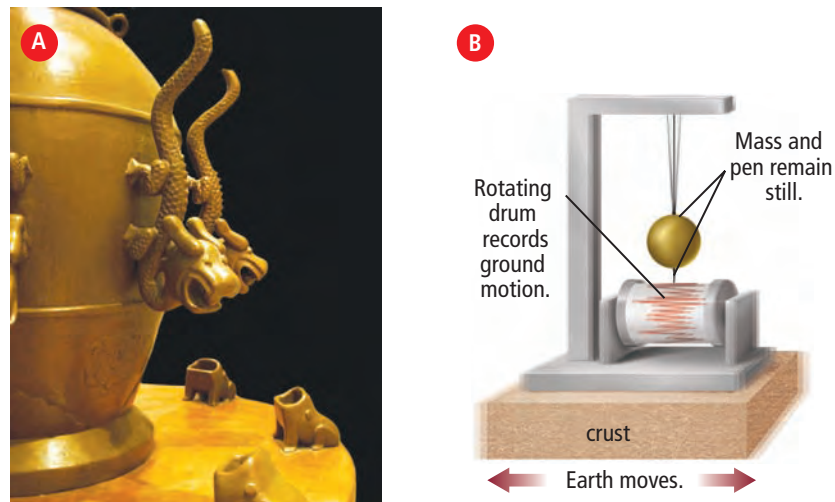 A
B
Mass and
pen remain
still.
Rotating
drum
records
ground
motion.
crust
Earth moves.